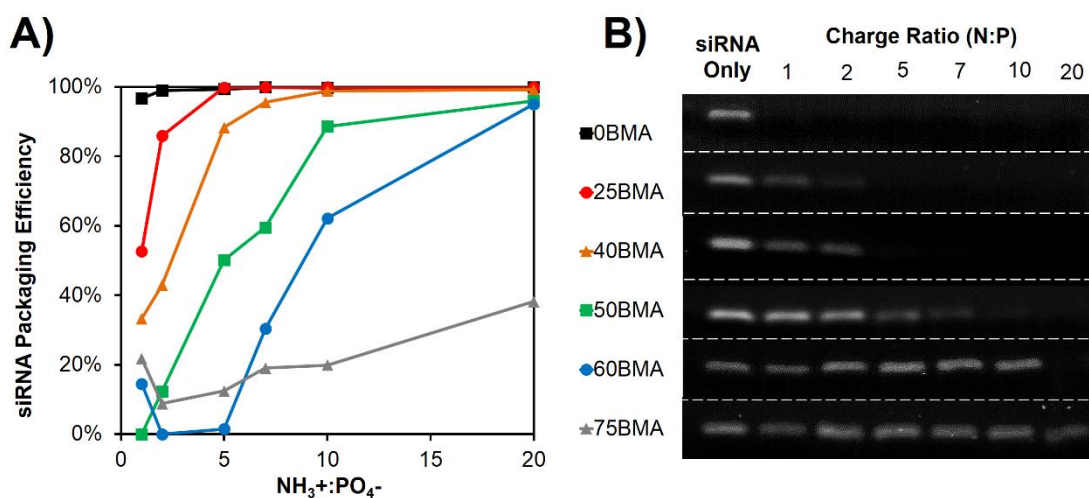 A)
100%
80%
60%
40%
20%
0%
siRNA Packaging Efficiency
0
5
10
15
20
NH3+:PO4-
0BMA
25BMA
40BMA
50BMA
60BMA
75BMA
B)
siRNA
Only
Charge Ratio (N:P)
1 2 5 7 10 20